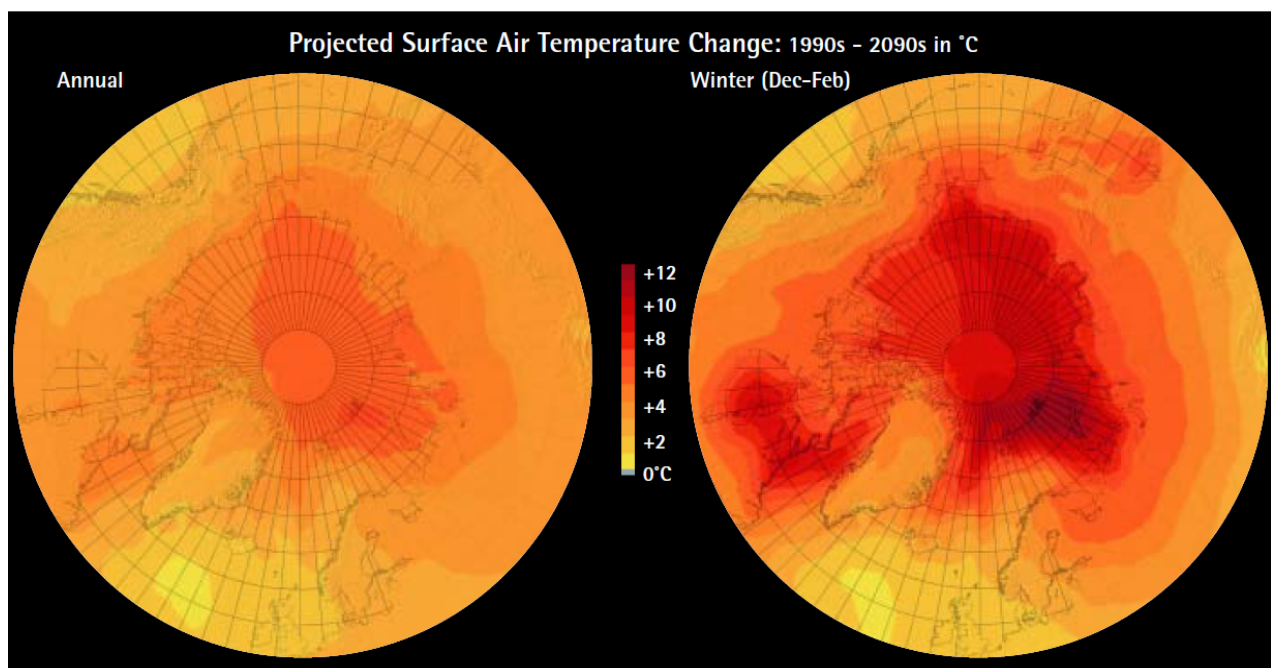 Projected Surface Air Temperature Change: 1990s - 2090s in °C
Annual
Winter (Dec-Feb)
+12
+10
+8
+6
+4
+2
0°C